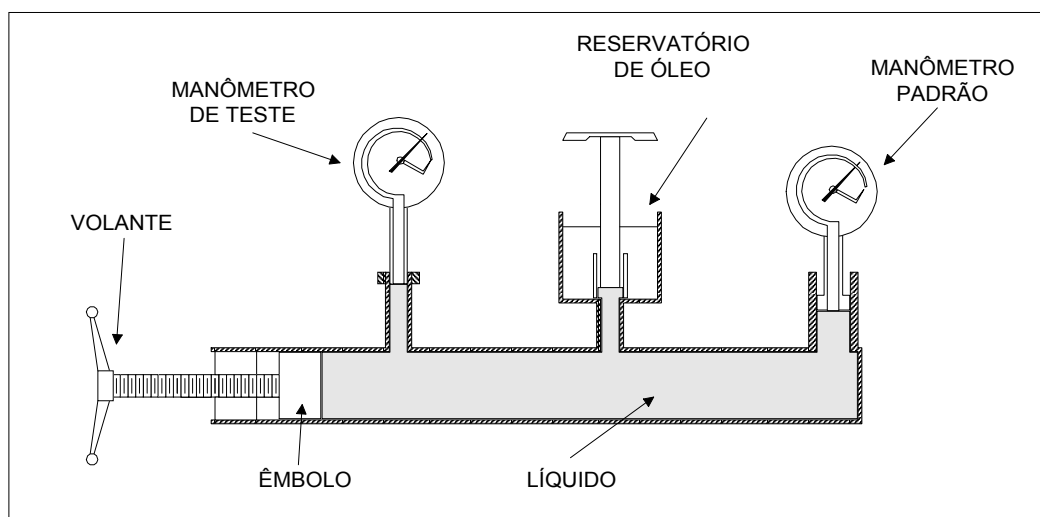 RESERVATÓRIO
DE ÓLEO
MANÔMETRO
PADRÃO
MANÔMETRO
DE TESTE
VOLANTE
ÊMBOLO
LÍQUIDO